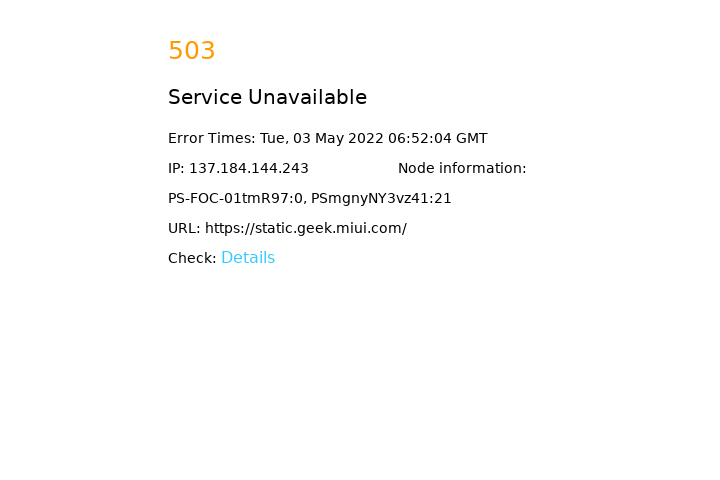 503
Service Unavailable
Error Times: Tue, 03 May 2022 06:52:04 GMT
IP: 137.184.144.243 Node information:
PS-FOC-01tmR97:0, PSmgnyNY3vz41:21
URL: https://static.geek.miui.com/
Check: Details